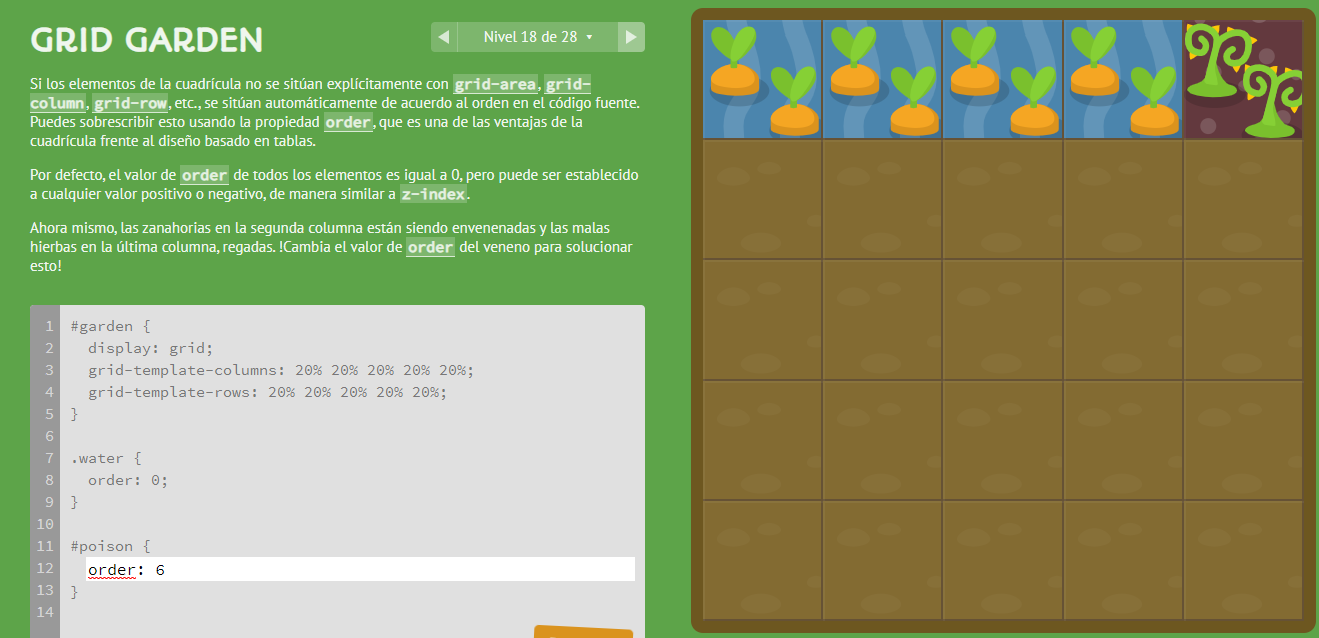 GRID GARDEN
Nivel 18 de 28
Si los elementos de la cuadrícula no se sitúan explícitamente con grid-area, grid-
column, grid-row, etc., se sitúan automáticamente de acuerdo al orden en el código fuente.
Puedes sobrescribir esto usando la propiedad order, que es una de las ventajas de la
cuadrícula frente al diseño basado en tablas.
Por defecto, el valor de order de todos los elementos es igual a 0, pero puede ser establecido
a cualquier valor positivo o negativo, de manera similar a z-index.
Ahora mismo, las zanahorias en la segunda columna están siendo envenenadas y las malas
hierbas en la última columna, regadas. !Cambia el valor de order del veneno para solucionar
esto!
1 #garden {
2 display: grid;
3 grid-template-columns: 20% 20% 20% 20% 20%;
4 grid-template-rows: 20% 20% 20% 20% 20%;
5 }
6
7 .water {
8 order: 0;
9 }
10
11 #poison {
12 order: 6
13 }
14